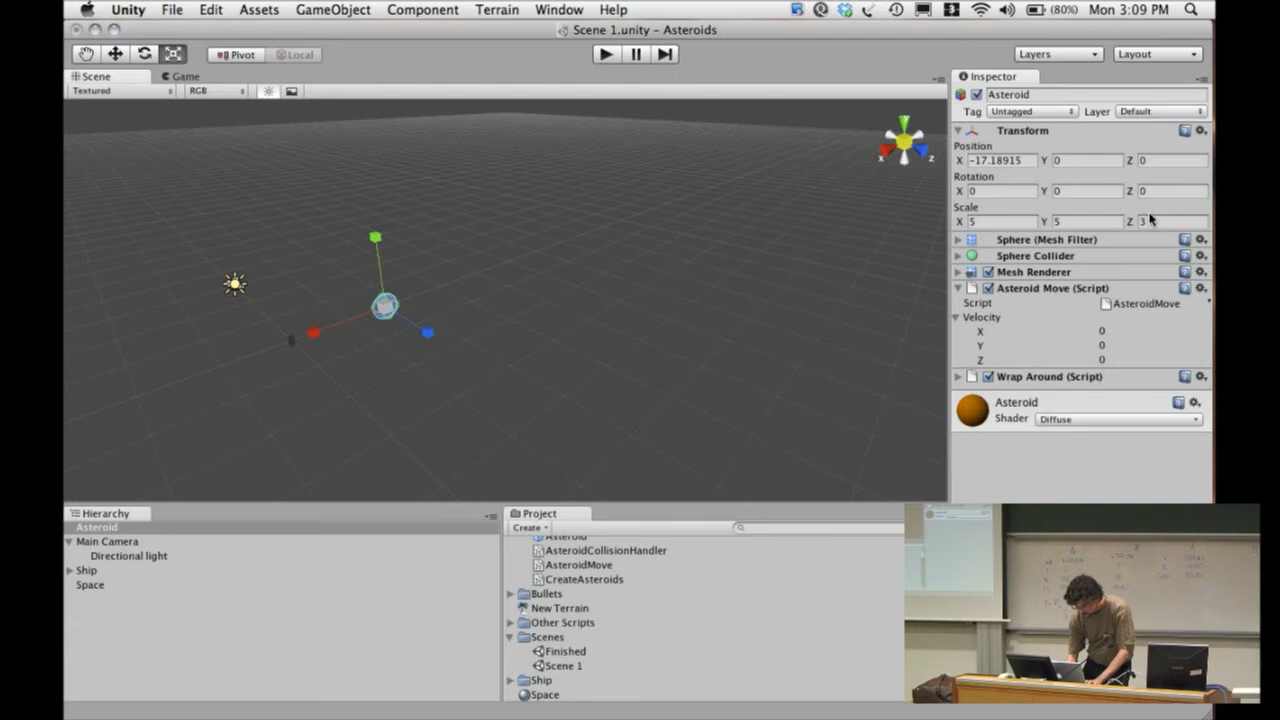 Unity File Edit Assets GameObject Component Terrain Window Help (80%) Mon 3:09 PM
Scene 1.unity - Asteroids
Pivot Local Layers Layout
Scene Game
Textured RGB
x z
Inspector
Asteroid
Tag Untagged Layer Default
Transform
Position
X -17.18915 Y 0 Z 0
Rotation
X 0 Y 0 Z 0
Scale
X 5 Y 5 Z 3
Sphere (Mesh Filter)
Sphere Collider
Mesh Renderer
Asteroid Move (Script)
Script AsteroidMove
Velocity
X 0
Y 0
Z 0
Wrap Around (Script)
Asteroid
Shader Diffuse
Hierarchy
Asteroid
Main Camera
Directional light
Ship
Space
Project
Create
Asteroid
AsteroidCollisionHandler
AsteroidMove
CreateAsteroids
Bullets
New Terrain
Other Scripts
Scenes
Finished
Scene 1
Ship
Space